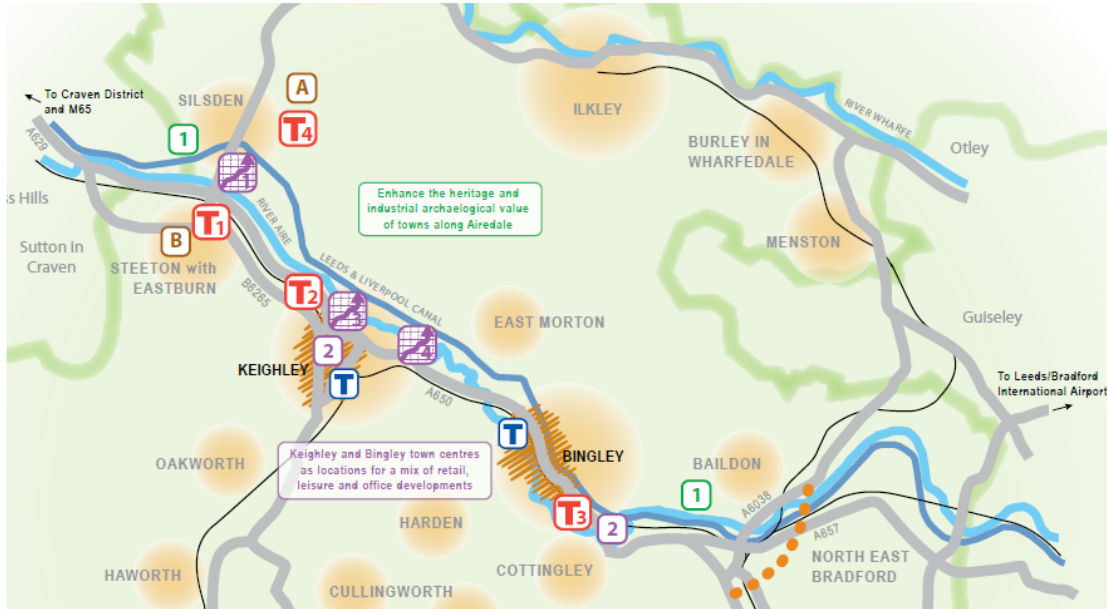 To Craven District
and M65
SILSDEN
A
T4
1
A629
ss Hills
Sutton in
Craven
B
T1
STEETON with
EASTBURN
RIVER AIRE
B6265
LEEDS & LIVERPOOL CANAL
Enhance the heritage and
industrial archaelogical value
of towns along Airedale
ILKLEY
BURLEY IN
WHARFEDALE
RIVER WHARFE
Otley
MENSTON
Guiseley
To Leeds/Bradford
International Airport
T2
3
2
4
KEIGHLEY
T
A650
EAST MORTON
T
BINGLEY
Keighley and Bingley town centres
as locations for a mix of retail,
leisure and office developments
OAKWORTH
HARDEN
HAWORTH
CULLINGWORTH
T3
2
COTTINGLEY
BAILDON
1
A6038
A657
NORTH EAST
BRADFORD